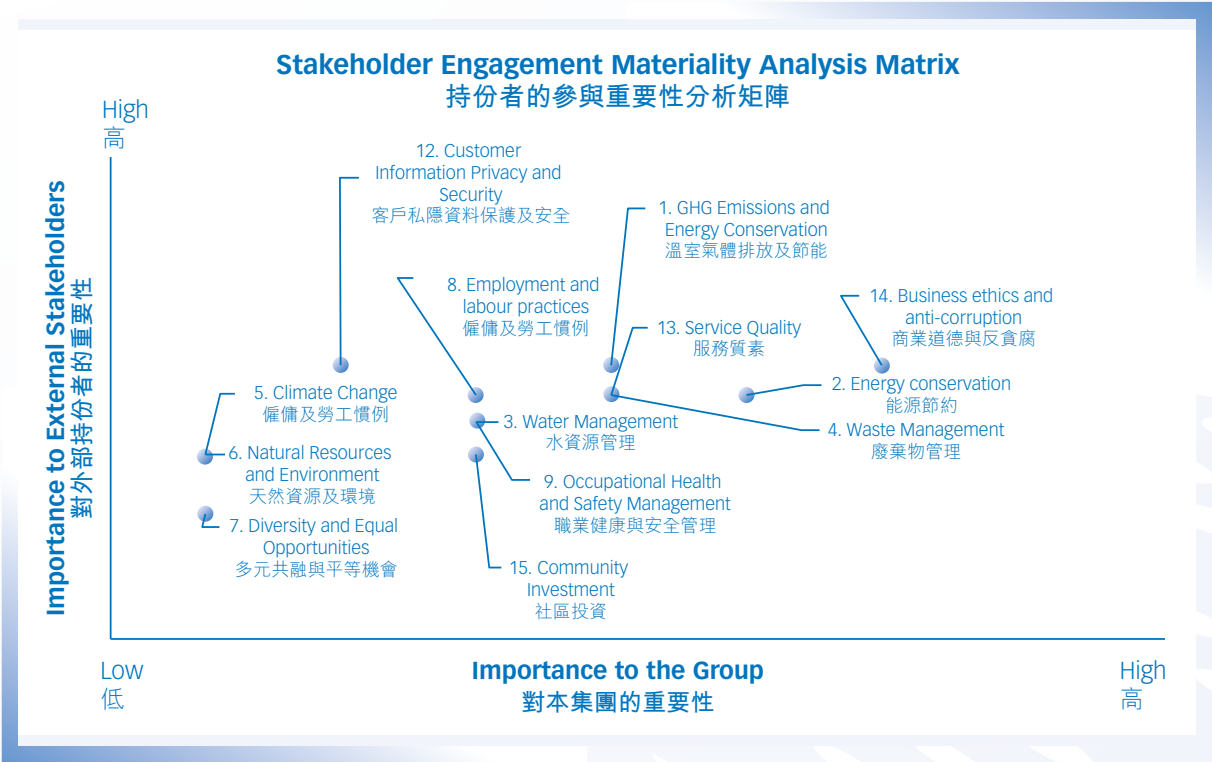 Stakeholder Engagement Materiality Analysis Matrix
持份者的參與重要性分析矩陣
High
高
Importance to External Stakeholders
對外部持份者的重要性
12. Customer
Information Privacy and
Security
客戶私隱資料保護及安全
1. GHG Emissions and
Energy Conservation
溫室氣體排放及節能
8. Employment and
labour practices
僱傭及勞工慣例
14. Business ethics and
anti-corruption
商業道德與反貪腐
13. Service Quality
服務質素
5. Climate Change
僱傭及勞工慣例
2. Energy conservation
能源節約
3. Water Management
水資源管理
4. Waste Management
廢棄物管理
6. Natural Resources
and Environment
天然資源及環境
9. Occupational Health
and Safety Management
職業健康與安全管理
7. Diversity and Equal
Opportunities
多元共融與平等機會
15. Community
Investment
社區投資
Low
低
Importance to the Group
對本集團的重要性
High
高